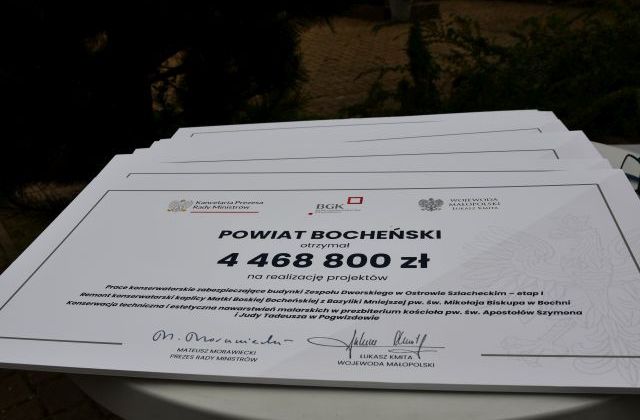 Kancelaria Prezesa
Rady Ministrów
BGK
WOJEWODA
MAŁOPOLSKI
ŁUKASZ KMITA
POWIAT BOCHEŃSKI
otrzymał
4 468 800 zł
na realizację projektów
Prace konserwatorskie zabezpieczające budynki Zespołu Dworskiego w Ostrowie Szlacheckim – etap I
Remont konserwatorski kaplicy Matki Boskiej Bocheńskiej z Bazyliki Mniejszej pw. św. Mikołaja Biskupa w Bochni
Konserwacja techniczna i estetyczna nawarstwień malarskich w prezbiterium kościoła pw. św. Apostołów Szymona
i Judy Tadeusza w Pogwizdowie
MATEUSZ MORAWIECKI
PREZES RADY MINISTRÓW
ŁUKASZ KMITA
WOJEWODA MAŁOPOLSKI